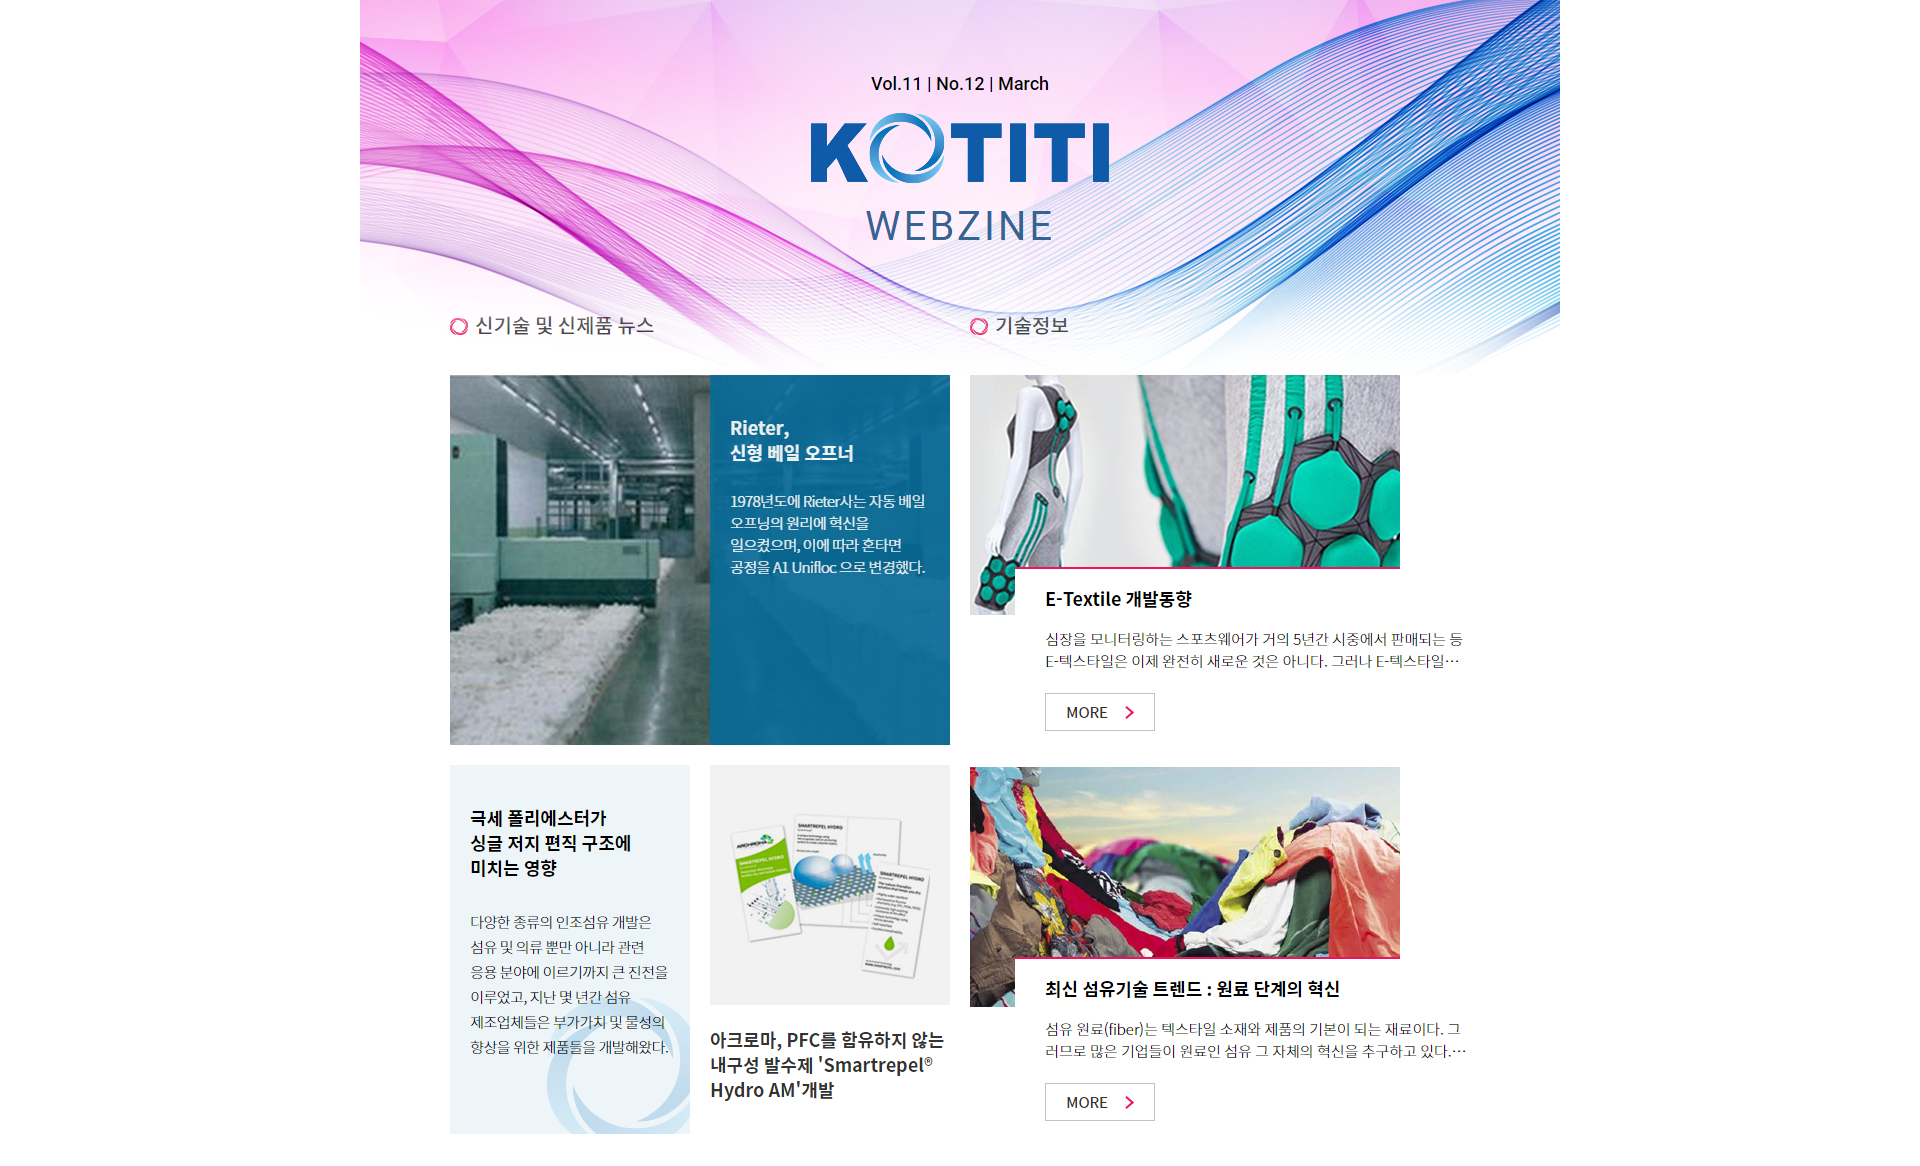 Vol.11 | No.12 | March
KOTITI
WEBZINE
신기술 및 신제품 뉴스
Rieter,
신형 베일 오프너
1978년도에 Rieter사는 자동 베일
오프닝의 원리에 혁신을
일으켰으며, 이에 따라 혼타면
공정을 A1 Unifloc 으로 변경했다.
극세 폴리에스터가
싱글 저지 편직 구조에
미치는 영향
다양한 종류의 인조섬유 개발은
섬유 및 의류 뿐만 아니라 관련
응용 분야에 이르기까지 큰 진전을
이루었고, 지난 몇 년간 섬유
제조업체들은 부가가치 및 물성의
향상을 위한 제품들을 개발해왔다.
ARCHROMA
SMARTREPEL HYDRO
SMARTREPEL HYDRO
SMARTREPEL HYDRO
아크로마, PFC를 함유하지 않는
내구성 발수제 'Smartrepel®
Hydro AM'개발
기술정보
E-Textile 개발동향
심장을 모니터링하는 스포츠웨어가 거의 5년간 시중에서 판매되는 등
E-텍스타일은 이제 완전히 새로운 것은 아니다. 그러나 E-텍스타일…
MORE
최신 섬유기술 트렌드 : 원료 단계의 혁신
섬유 원료(fiber)는 텍스타일 소재와 제품의 기본이 되는 재료이다. 그
러므로 많은 기업들이 원료인 섬유 그 자체의 혁신을 추구하고 있다.…
MORE